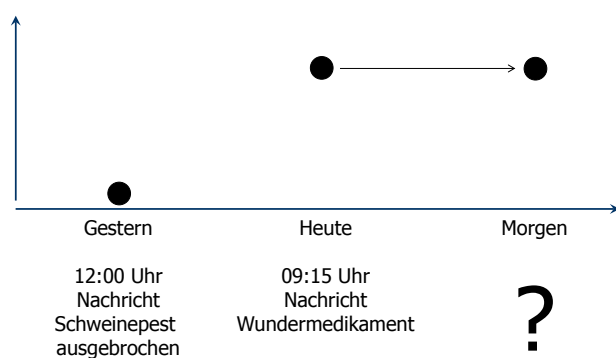 Gestern
Heute
Morgen
12:00 Uhr
Nachricht
Schweinepest
ausgebrochen
09:15 Uhr
Nachricht
Wundermedikament
?